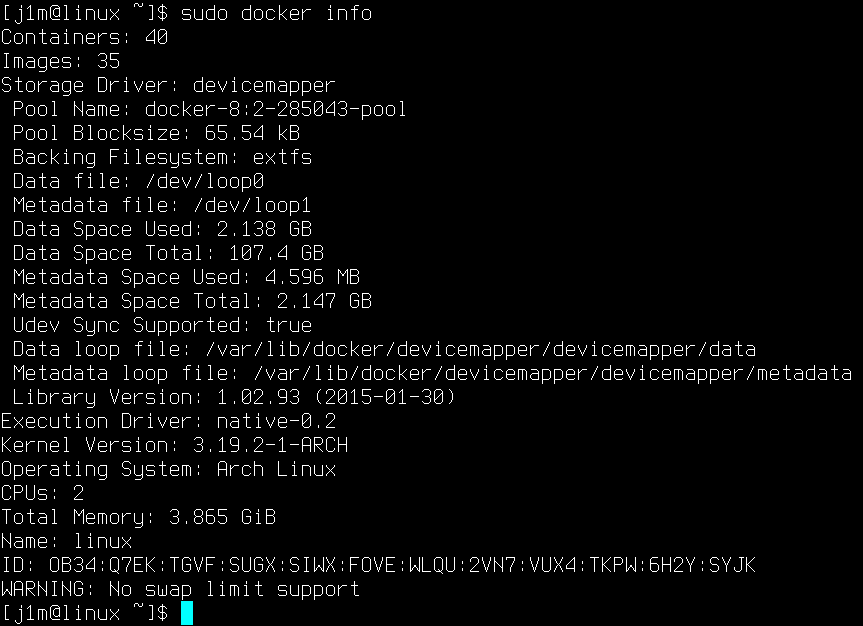 [j1m@linux ~]$ sudo docker info
Containers: 40
Images: 35
Storage Driver: devicemapper
 Pool Name: docker-8:2-285043-pool
 Pool Blocksize: 65.54 kB
 Backing Filesystem: extfs
 Data file: /dev/loop0
 Metadata file: /dev/loop1
 Data Space Used: 2.138 GB
 Data Space Total: 107.4 GB
 Metadata Space Used: 4.596 MB
 Metadata Space Total: 2.147 GB
 Udev Sync Supported: true
 Data loop file: /var/lib/docker/devicemapper/devicemapper/data
 Metadata loop file: /var/lib/docker/devicemapper/devicemapper/metadata
 Library Version: 1.02.93 (2015-01-30)
Execution Driver: native-0.2
Kernel Version: 3.19.2-1-ARCH
Operating System: Arch Linux
CPUs: 2
Total Memory: 3.865 GiB
Name: linux
ID: OB34:Q7EK:TGVF:SUGX:SIWX:FOVE:WLQU:2VN7:VUX4:TKPW:6H2Y:SYJK
WARNING: No swap limit support
[j1m@linux ~]$